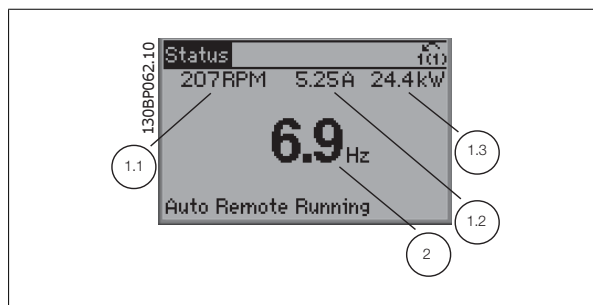 130BP062.10
Status
1(1)
207RPM 5.25A 24.4kW
6.9Hz
1.1
1.3
Auto Remote Running
1.2
2